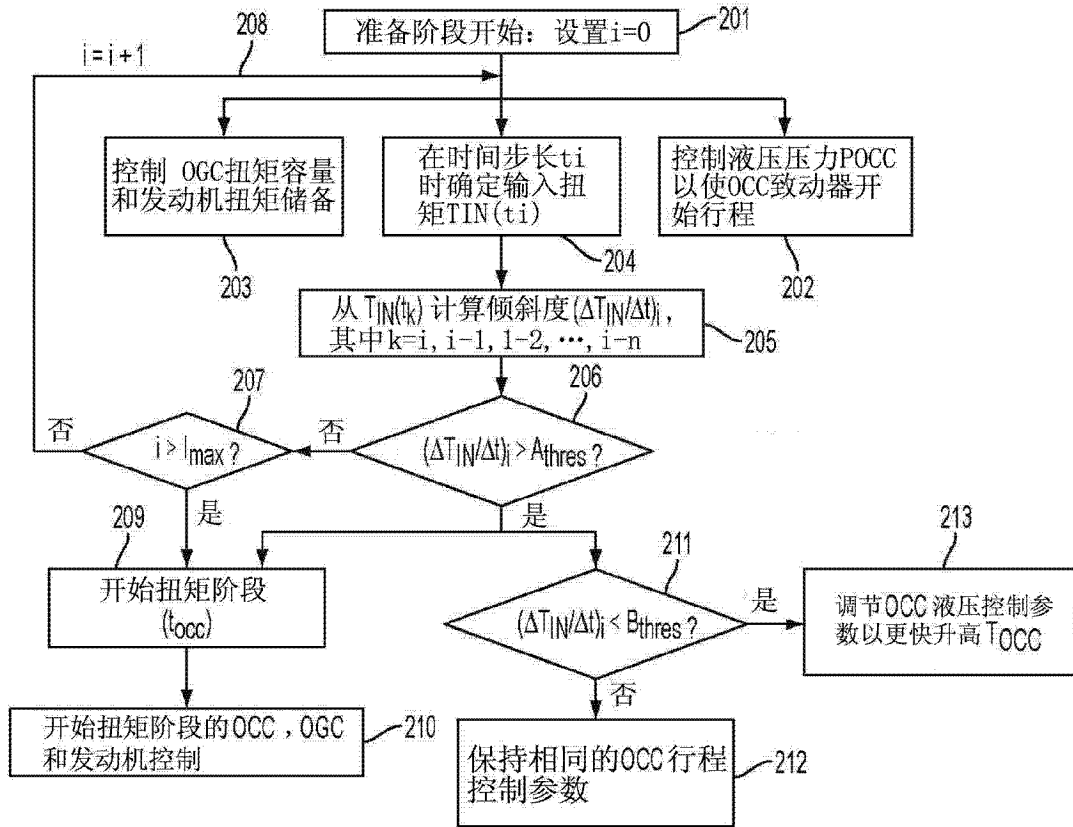 208
i=i+1
准备阶段开始：设置i=0
201
控制 OGC扭矩容量
和发动机扭矩储备
203
在时间步长ti
时确定输入扭
矩TIN(ti)
204
控制液压压力POCC
以使OCC致动器开
始行程
202
从TIN(tk)计算倾斜度(ΔTIN/Δt)i,
其中k=i,i-1,1-2,…,i-n
205
206
207
否
i>Imax?
否
(ΔTIN/Δt)i>Athres?
是
是
209
开始扭矩阶段
(tocc)
211
(ΔTIN/Δt)i<Bthres?
是
213
调节OCC液压控制参
数以更快升高TOCC
否
开始扭矩阶段的OCC，OGC
和发动机控制
210
保持相同的OCC行程
控制参数
212